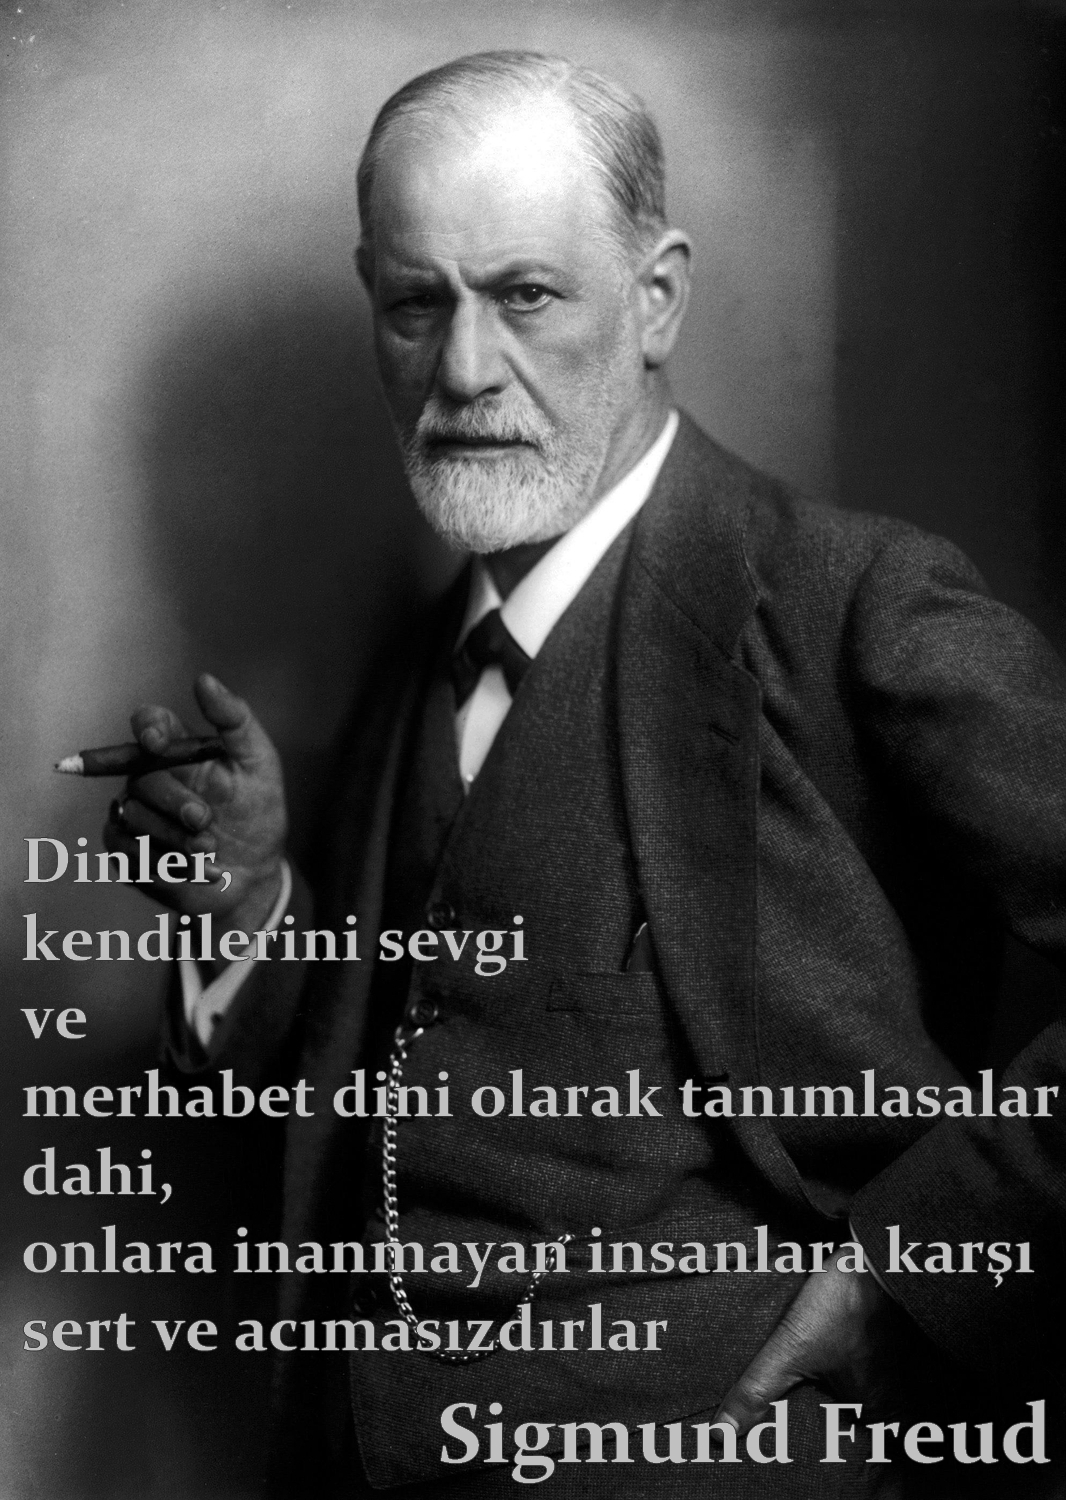 Dinler,
kendilerini sevgi
ve
merhabet dini olarak tanımlasalar
dahi,
onlara inanmayan insanlara karşı
sert ve acımasızdırlar
Sigmund Freud